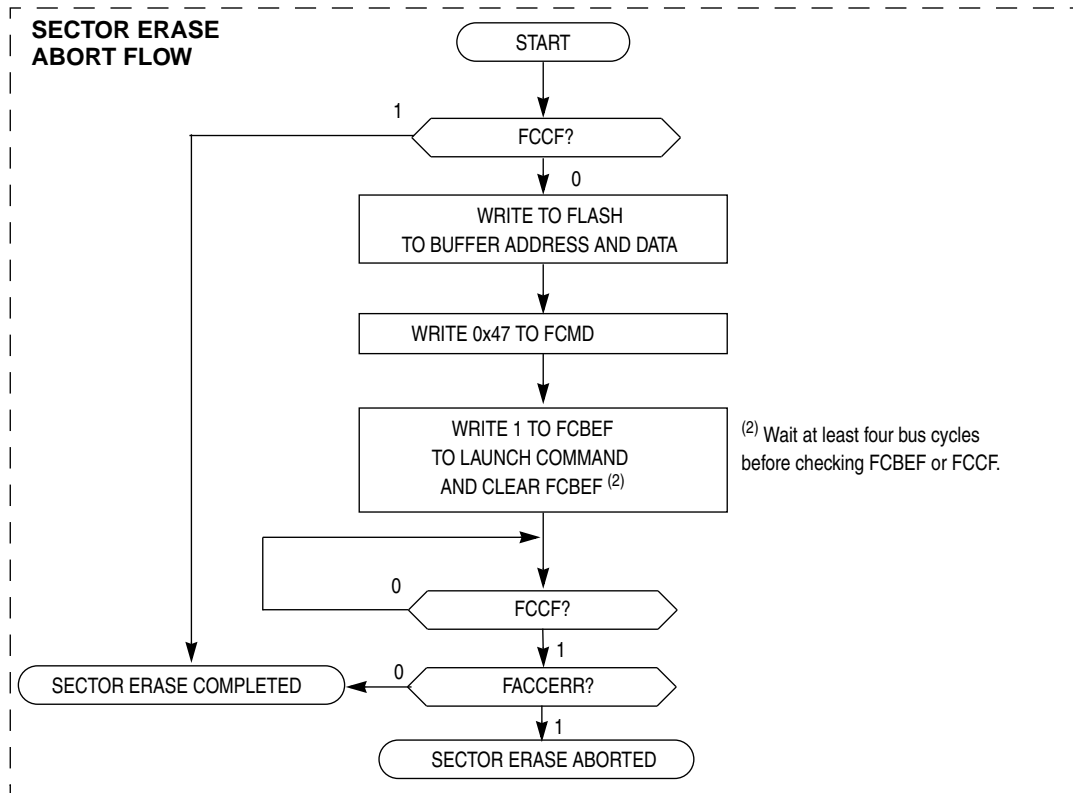 SECTOR ERASE
ABORT FLOW
START
1
FCCF?
0
WRITE TO FLASH
TO BUFFER ADDRESS AND DATA
WRITE 0x47 TO FCMD
WRITE 1 TO FCBEF
TO LAUNCH COMMAND
AND CLEAR FCBEF (2)
(2) Wait at least four bus cycles
before checking FCBEF or FCCF.
0
FCCF?
1
SECTOR ERASE COMPLETED
0
FACCERR?
1
SECTOR ERASE ABORTED